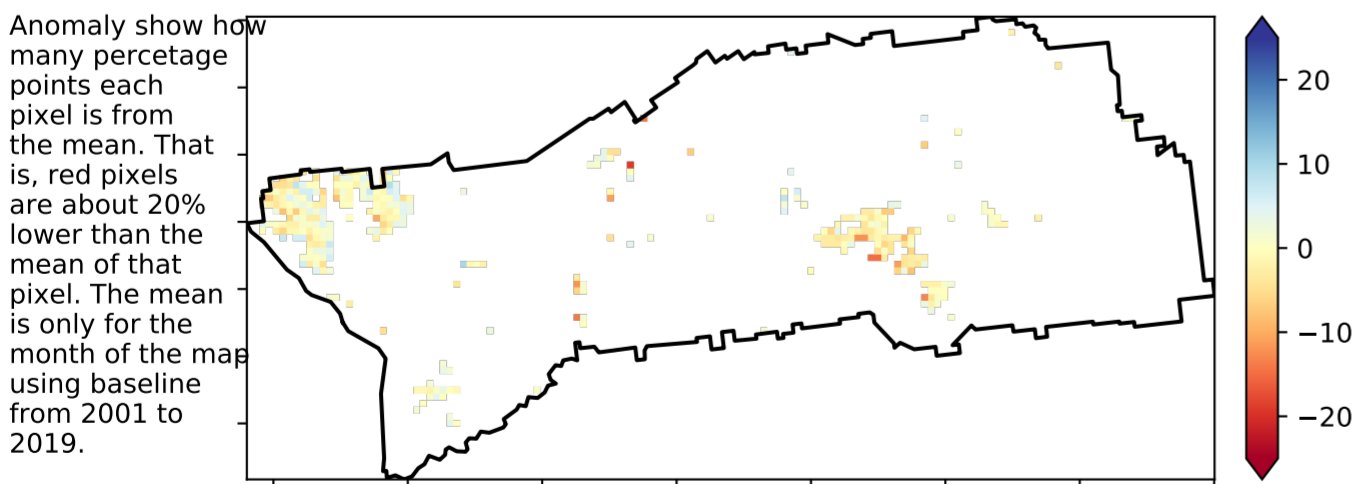 Anomaly show how
many percetage
points each
pixel is from
the mean. That
is, red pixels
are about 20%
lower than the
mean of that
pixel. The mean
is only for the
month of the map
using baseline
from 2001 to
2019.
20
10
0
−10
−20